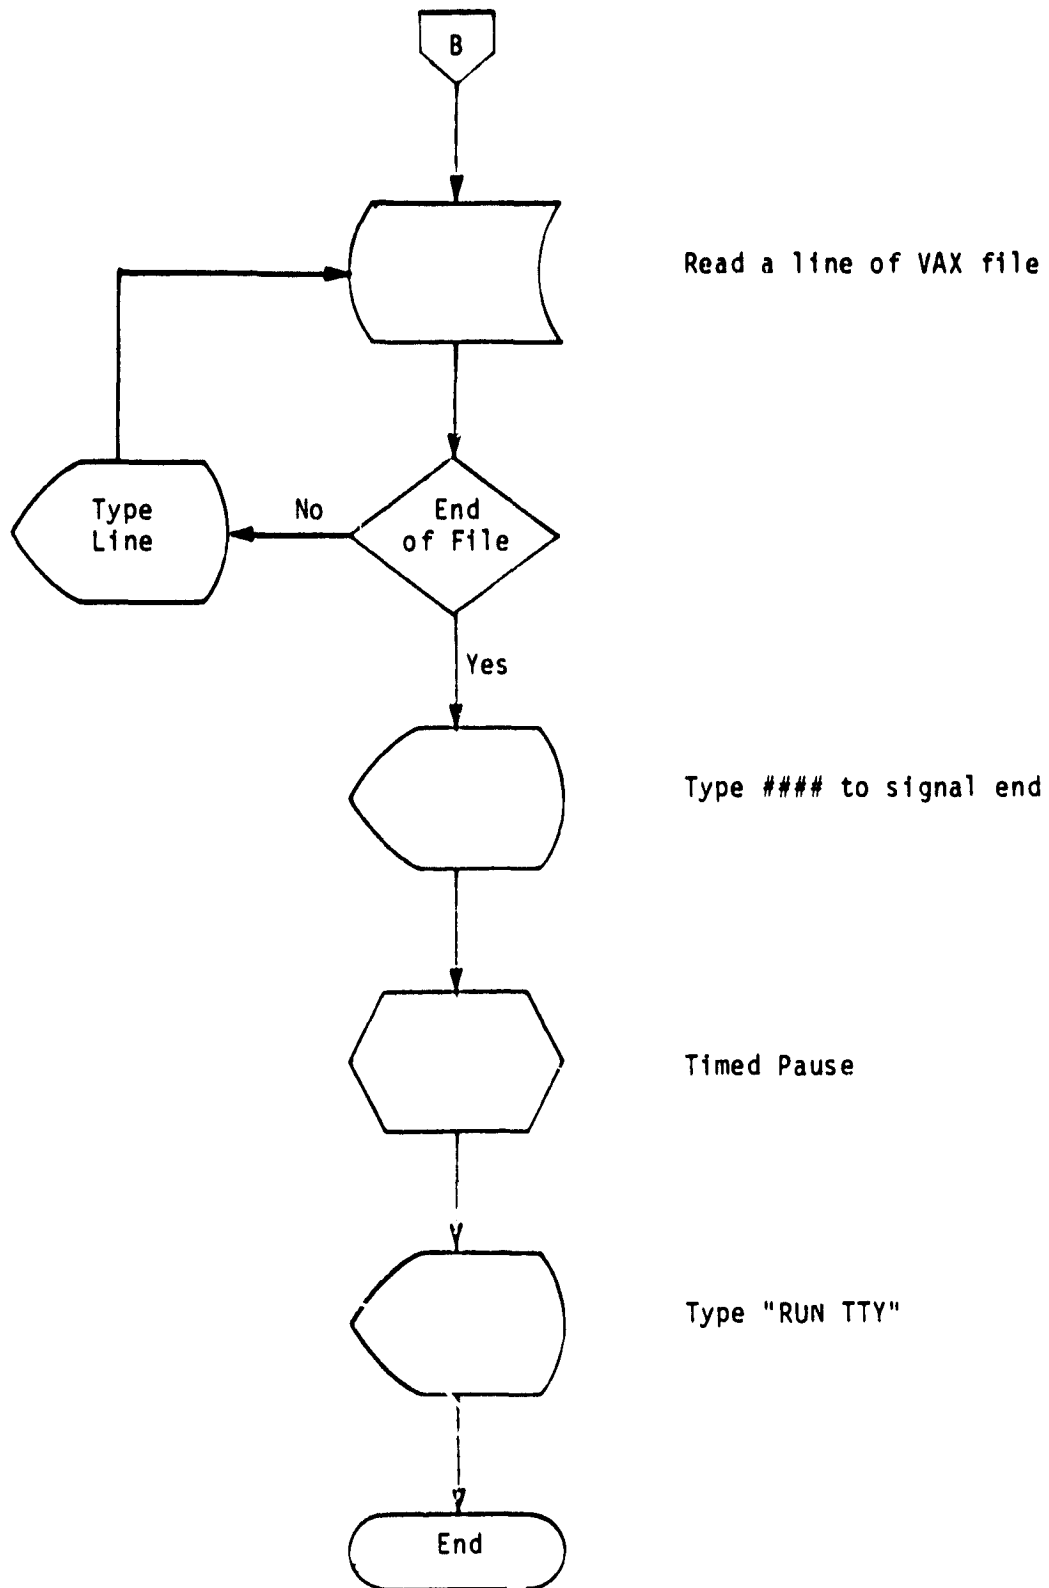 B
Read a line of VAX file
Type
Line
No
End
of File
Yes
Type #### to signal end
Timed Pause
Type "RUN TTY"
End